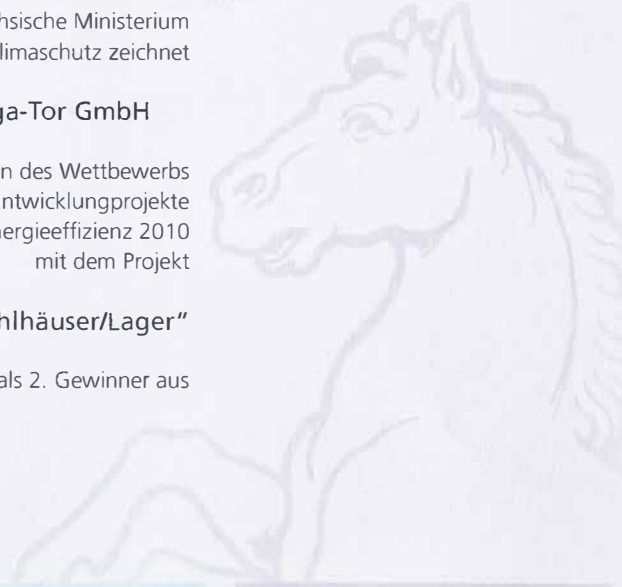 hsische Ministerium
limaschutz zeichnet
ga-Tor GmbH
n des Wettbewerbs
ntwicklungprojekte
nergieeffizienz 2010
mit dem Projekt
hlhäuser/Lager“
als 2. Gewinner aus